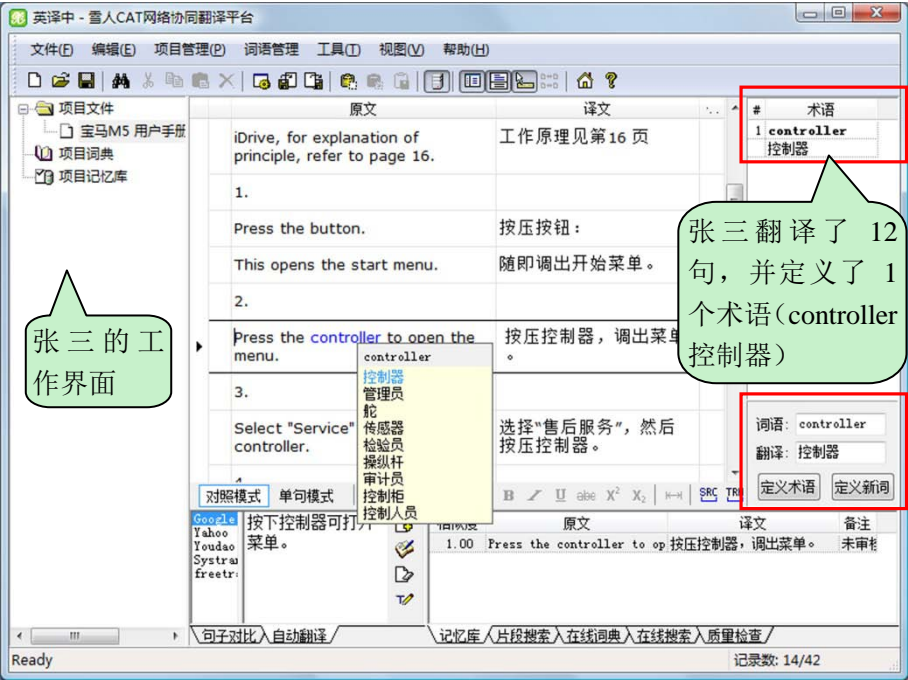 英译中 - 雪人CAT网络协同翻译平台
文件(F) 编辑(E) 项目管理(P) 词语管理 工具(T) 视图(V) 帮助(H)
项目文件
宝马M5 用户手册
项目词典
项目记忆库
原文 译文
iDrive, for explanation of
principle, refer to page 16.
工作原理见第16 页
1.
Press the button.
按压按钮：
This opens the start menu.
随即调出开始菜单。
2.
Press the controller to open the
menu.
按压控制器，调出菜单
。
3.
Select "Service"
controller.
选择“售后服务”，然后
按压控制器。
controller
控制器
管理员
舵
传感器
检验员
操纵杆
审计员
控制柜
控制人员
# 术语
1 controller
控制器
张三翻译了 12
句，并定义了 1
个术语（controller
控制器）
张三的工
作界面
词语: controller
翻译: 控制器
定义术语 定义新词
对照模式 单句模式
B I U abc X² X₂ SRC
Google
Yahoo
Youdao
Systran
freetr
按下控制器可打开
菜单。
相似度 原文 译文 备注
1.00 Press the controller to op 按压控制器，调出菜单。 未审核
句子对比 自动翻译
记忆库 片段搜索 在线词典 在线搜索 质量检查
Ready
记录数: 14/42